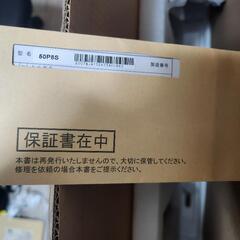 型名 50P8S 製造番号
保証書在中
本書は再発行いたしませんので、大切に保管してください。
修理を依頼の場合本書をご提示ください。